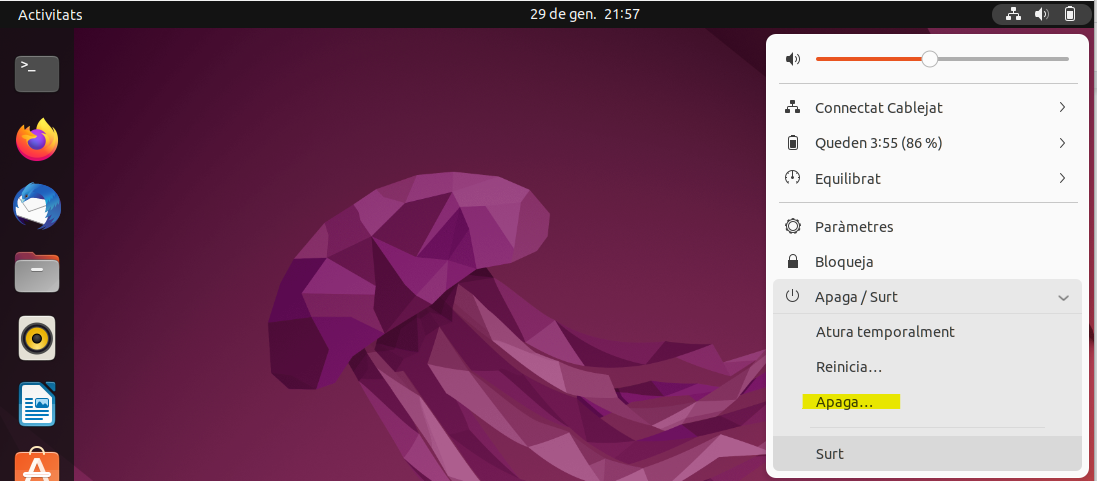 Activitats
29 de gen. 21:57
Connectat Cablejat
Queden 3:55 (86 %)
Equilibrat
Paràmetres
Bloqueja
Apaga / Surt
Atura temporalment
Reinicia…
Apaga…
Surt